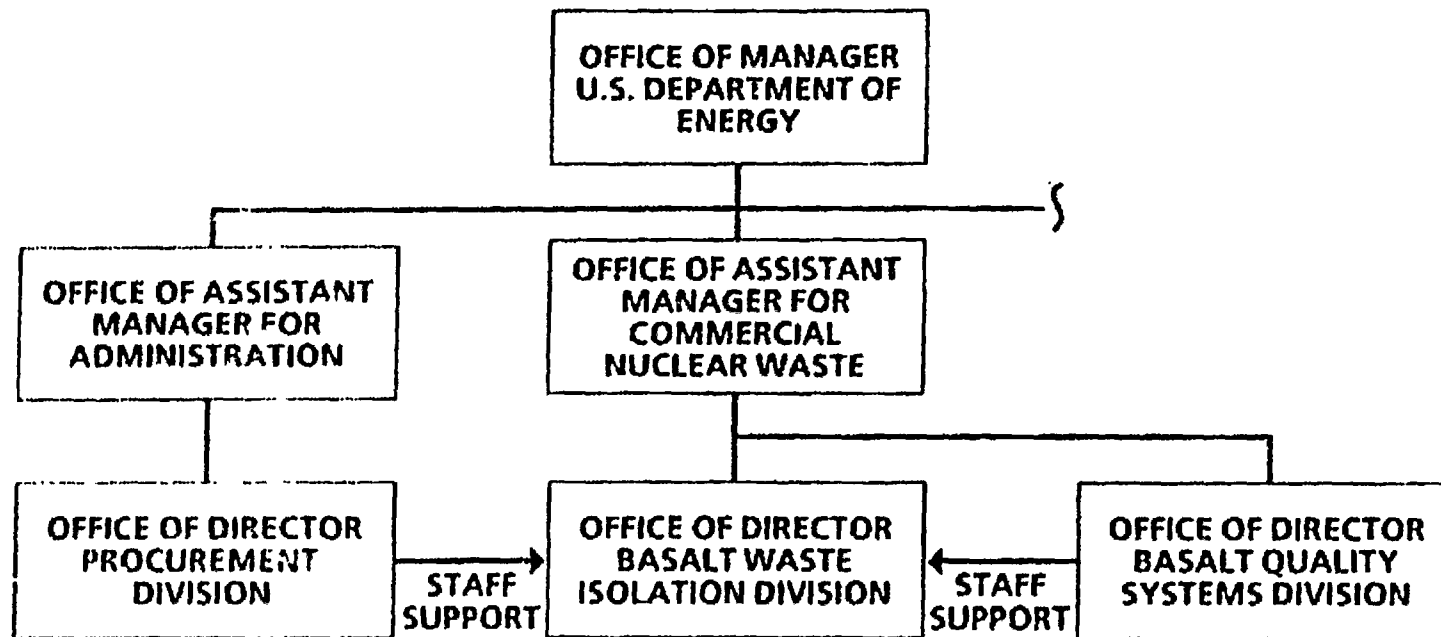 OFFICE OF MANAGER
U.S. DEPARTMENT OF
ENERGY
OFFICE OF ASSISTANT
MANAGER FOR
ADMINISTRATION
OFFICE OF ASSISTANT
MANAGER FOR
COMMERCIAL
NUCLEAR WASTE
OFFICE OF DIRECTOR
PROCUREMENT
DIVISION
STAFF
SUPPORT
OFFICE OF DIRECTOR
BASALT WASTE
ISOLATION DIVISION
STAFF
SUPPORT
OFFICE OF DIRECTOR
BASALT QUALITY
SYSTEMS DIVISION